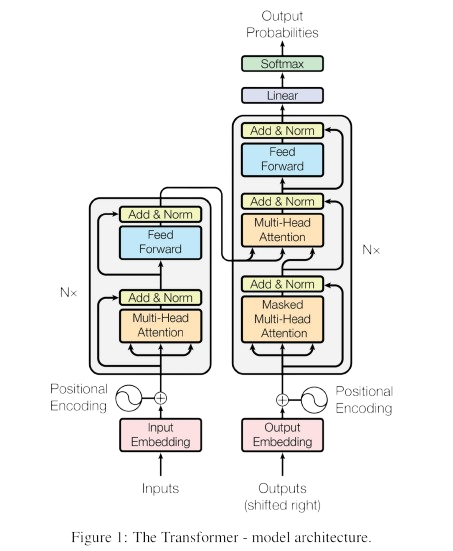 Output
Probabilities
Softmax
Linear
Add & Norm
Feed
Forward
Add & Norm
Multi-Head
Attention
Add & Norm
Masked
Multi-Head
Attention
N×
Positional
Encoding
Output
Embedding
Outputs
(shifted right)
Add & Norm
Feed
Forward
Add & Norm
Multi-Head
Attention
N×
Positional
Encoding
Input
Embedding
Inputs
Figure 1: The Transformer - model architecture.